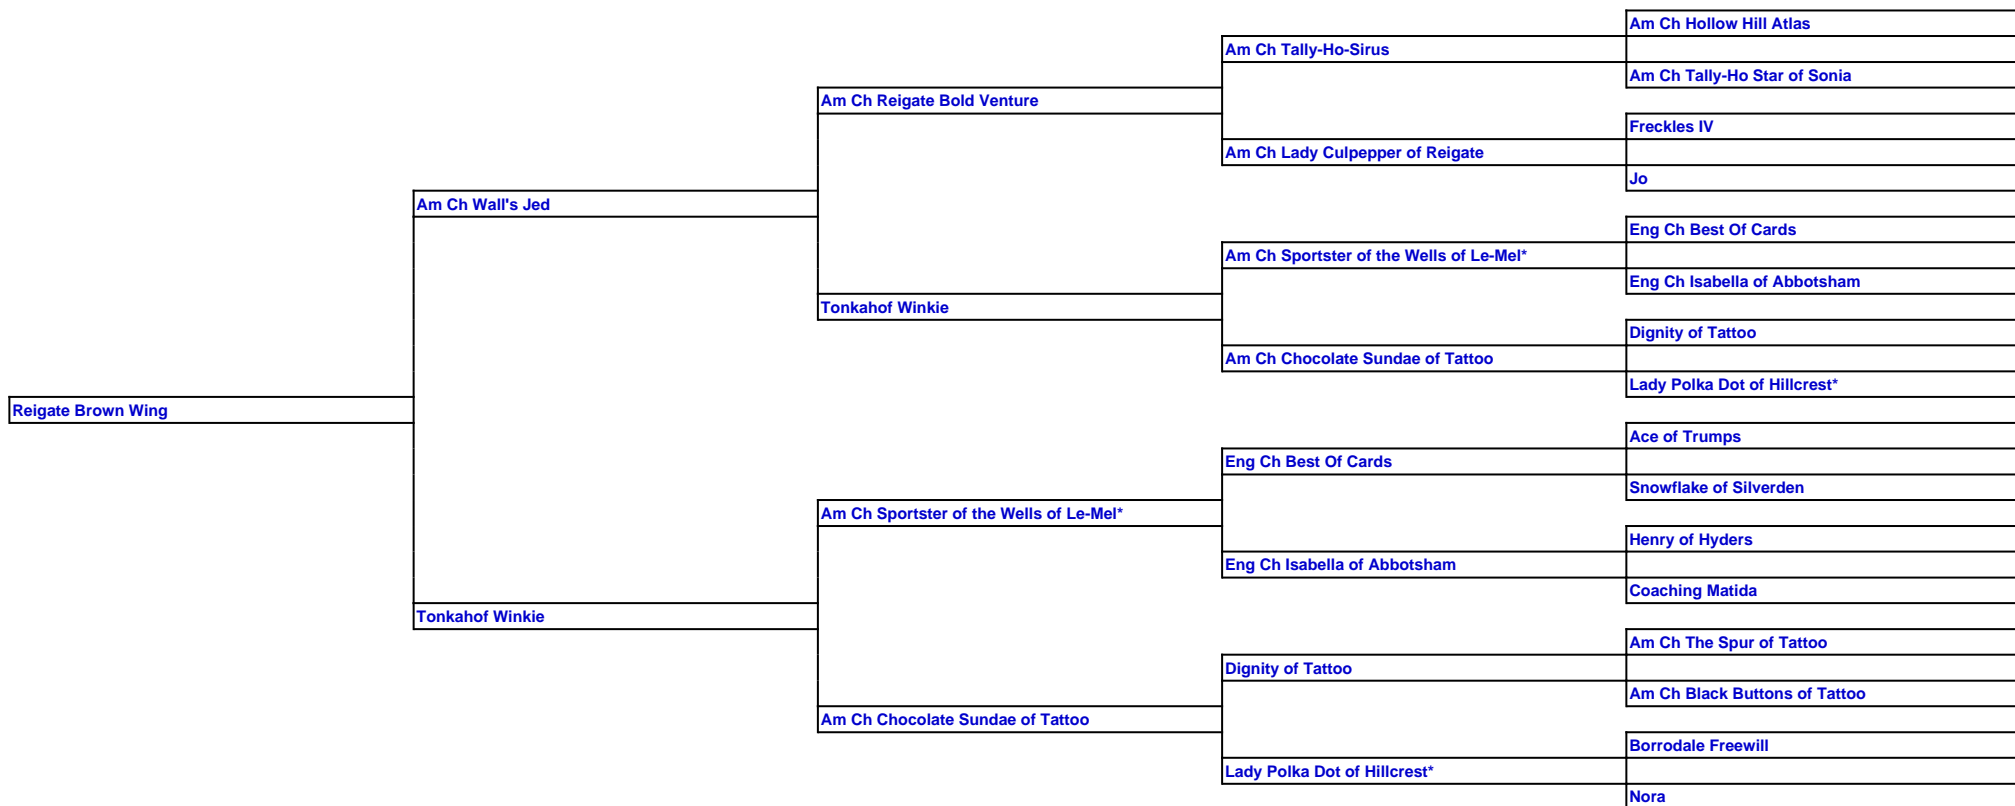 Am Ch Hollow Hill Atlas
Am Ch Tally-Ho-Sirus
Am Ch Tally-Ho Star of Sonia
Am Ch Reigate Bold Venture
Freckles IV
Am Ch Lady Culpepper of Reigate
Jo
Am Ch Wall's Jed
Eng Ch Best Of Cards
Am Ch Sportster of the Wells of Le-Mel*
Eng Ch Isabella of Abbotsham
Tonkahof Winkie
Dignity of Tattoo
Am Ch Chocolate Sundae of Tattoo
Lady Polka Dot of Hillcrest*
Reigate Brown Wing
Ace of Trumps
Eng Ch Best Of Cards
Snowflake of Silverden
Am Ch Sportster of the Wells of Le-Mel*
Henry of Hyders
Eng Ch Isabella of Abbotsham
Coaching Matida
Tonkahof Winkie
Am Ch The Spur of Tattoo
Dignity of Tattoo
Am Ch Black Buttons of Tattoo
Am Ch Chocolate Sundae of Tattoo
Borrodale Freewill
Lady Polka Dot of Hillcrest*
Nora